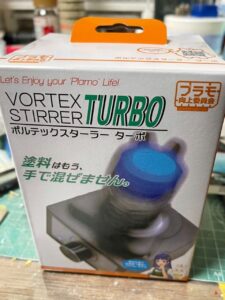 Let's Enjoy your 'Plamo' Life!
VORTEX
STIRRER TURBO
ボルテックスターラー ターボ
プラモ
向上委員会
塗料はもう、
手で混ぜません。